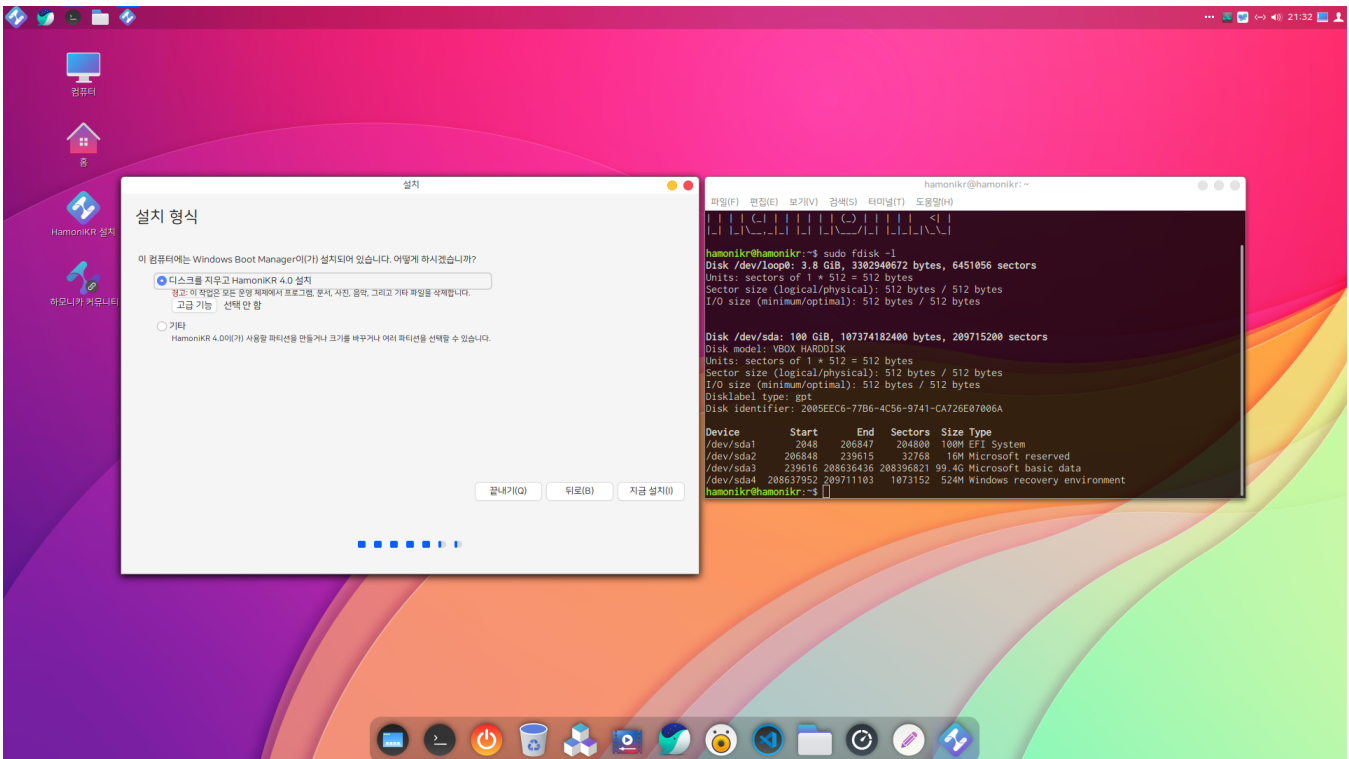 21:32
컴퓨터
홈
HamoniKR 설치
하모니카 커뮤니티
설치
설치 형식
이 컴퓨터에는 Windows Boot Manager이(가) 설치되어 있습니다. 어떻게 하시겠습니까?
디스크를 지우고 HamoniKR 4.0 설치
경고: 이 작업은 모든 운영 체제에서 프로그램, 문서, 사진, 음악, 그리고 기타 파일을 삭제합니다.
고급 기능 선택 안 함
기타
HamoniKR 4.0이(가) 사용할 파티션을 만들거나 크기를 바꾸거나 여러 파티션을 선택할 수 있습니다.
끝내기(Q) 뒤로(B) 지금 설치(I)
hamonikr@hamonikr: ~
파일(F) 편집(E) 보기(V) 검색(S) 터미널(T) 도움말(H)
hamonikr@hamonikr:~$ sudo fdisk -l
Disk /dev/loop0: 3.8 GiB, 3302940672 bytes, 6451056 sectors
Units: sectors of 1 * 512 = 512 bytes
Sector size (logical/physical): 512 bytes / 512 bytes
I/O size (minimum/optimal): 512 bytes / 512 bytes
Disk /dev/sda: 100 GiB, 107374182400 bytes, 209715200 sectors
Disk model: VBOX HARDDISK
Units: sectors of 1 * 512 = 512 bytes
Sector size (logical/physical): 512 bytes / 512 bytes
I/O size (minimum/optimal): 512 bytes / 512 bytes
Disklabel type: gpt
Disk identifier: 2005EEC6-77B6-4C56-9741-CA726E07006A
Device Start End Sectors Size Type
/dev/sda1 2048 206847 204800 100M EFI System
/dev/sda2 206848 239615 32768 16M Microsoft reserved
/dev/sda3 239616 208636436 208396821 99.4G Microsoft basic data
/dev/sda4 208637952 209711103 1073152 524M Windows recovery environment
hamonikr@hamonikr:~$